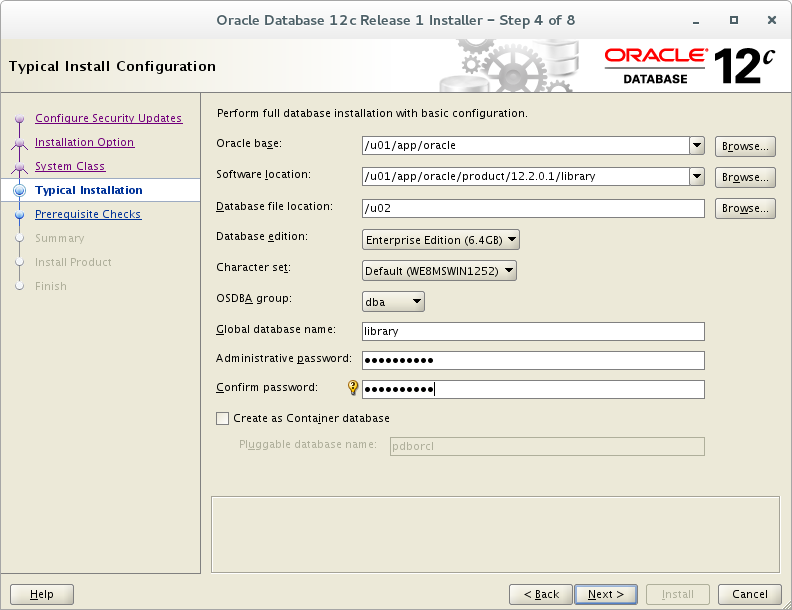 Oracle Database 12c Release 1 Installer – Step 4 of 8
Typical Install Configuration
ORACLE®
DATABASE
12c
Configure Security Updates
Installation Option
System Class
Typical Installation
Prerequisite Checks
Summary
Install Product
Finish
Perform full database installation with basic configuration.
Oracle base: /u01/app/oracle Browse...
Software location: /u01/app/oracle/product/12.2.0.1/library Browse...
Database file location: /u02 Browse...
Database edition: Enterprise Edition (6.4GB)
Character set: Default (WE8MSWIN1252)
OSDBA group: dba
Global database name: library
Administrative password: ●●●●●●●●●●
Confirm password: ●●●●●●●●●●
Create as Container database
Pluggable database name: pdborcl
Help < Back Next > Install Cancel